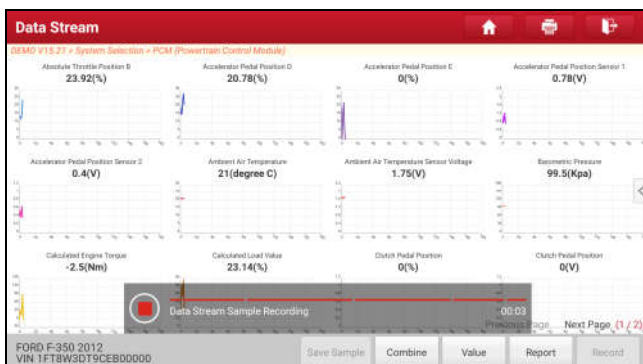 Data Stream
DEMO V15.21 > System Selection > PCM (Powertrain Control Module)
Absolute Throttle Position B
23.92(%)
Accelerator Pedal Position D
20.78(%)
Accelerator Pedal Position E
0(%)
Accelerator Pedal Position Sensor 1
0.78(V)
Accelerator Pedal Position Sensor 2
0.4(V)
Ambient Air Temperature
21(degree C)
Ambient Air Temperature Sensor Voltage
1.75(V)
Barometric Pressure
99.5(Kpa)
Calculated Engine Torque
-2.5(Nm)
Calculated Load Value
23.14(%)
Clutch Pedal Position
0(%)
Clutch Pedal Position
0(V)
Data Stream Sample Recording
00:03
Previous Page Next Page (1 / 2)
FORD F-350 2012
VIN 1FT8W3DT9CEB00000
Save Sample
Combine
Value
Report
Record